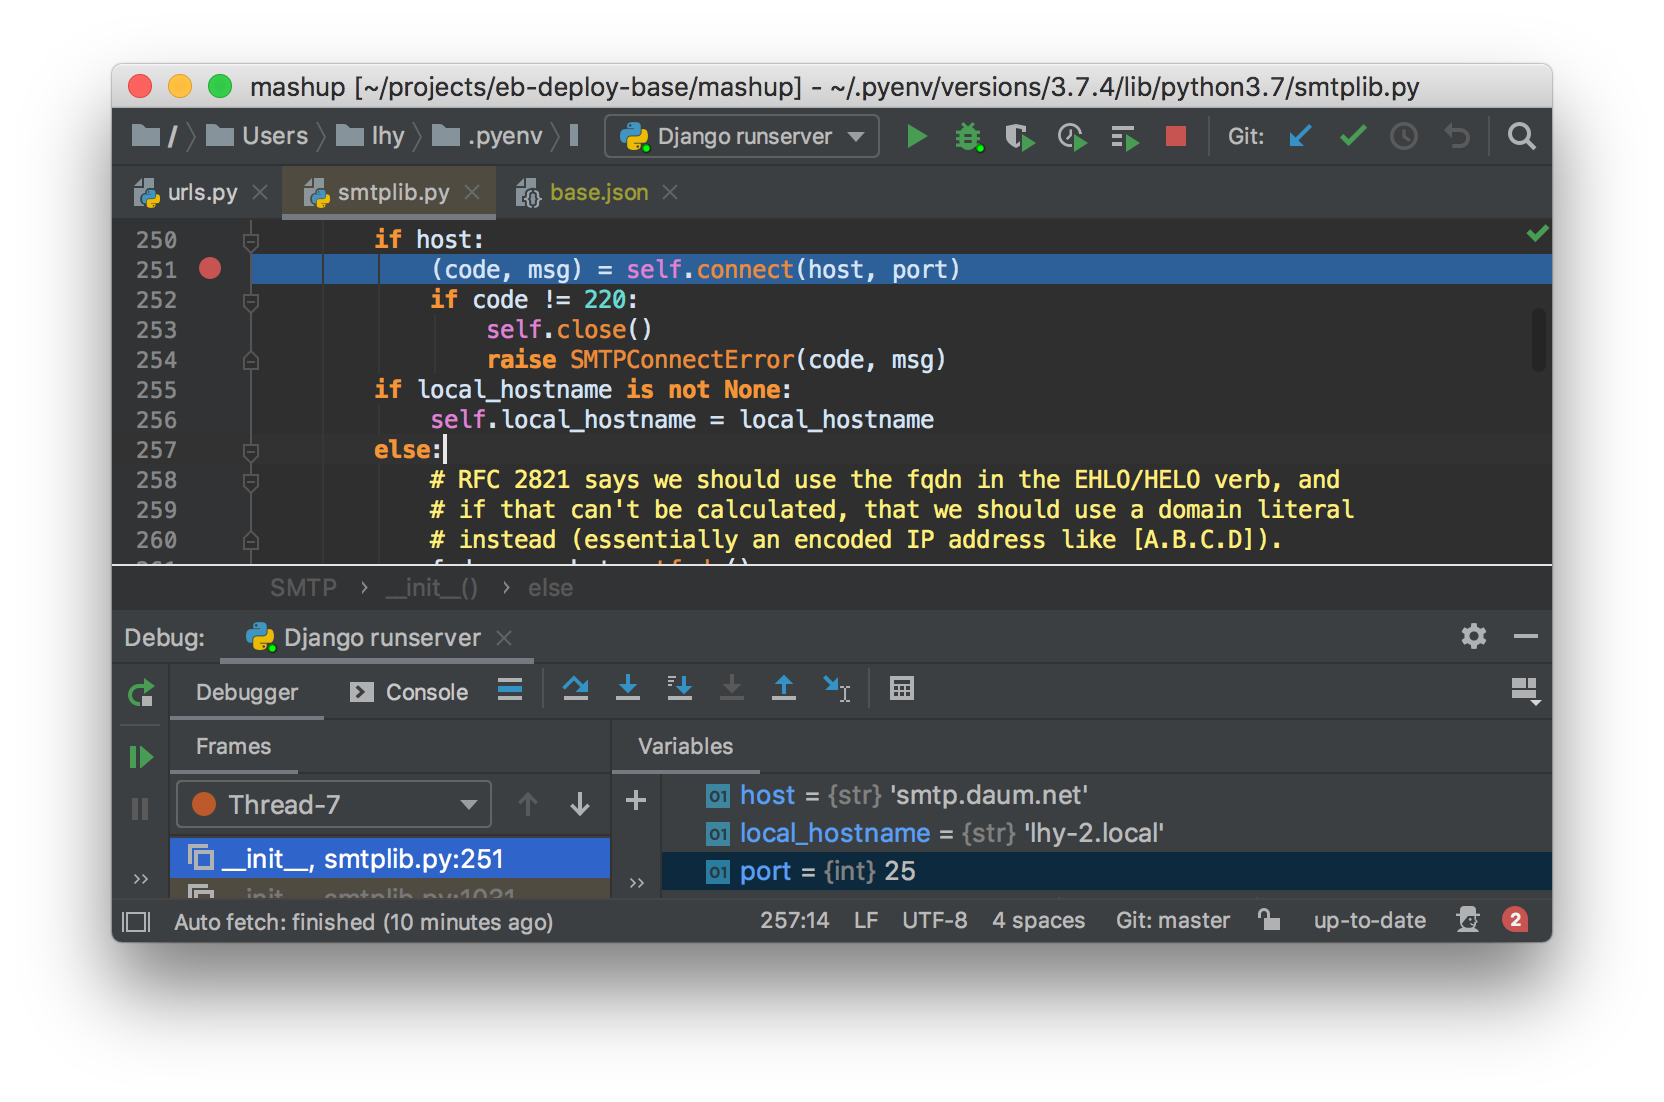 mashup [~/projects/eb-deploy-base/mashup] - ~/.pyenv/versions/3.7.4/lib/python3.7/smtplib.py
/ Users lhy .pyenv Django runserver Git:
urls.py smtplib.py base.json
250 if host:
251 (code, msg) = self.connect(host, port)
252 if code != 220:
253 self.close()
254 raise SMTPConnectError(code, msg)
255 if local_hostname is not None:
256 self.local_hostname = local_hostname
257 else:
258 # RFC 2821 says we should use the fqdn in the EHLO/HELO verb, and
259 # if that can't be calculated, that we should use a domain literal
260 # instead (essentially an encoded IP address like [A.B.C.D]).
SMTP › __init__() › else
Debug: Django runserver
Debugger Console
Frames Variables
Thread-7
host = {str} 'smtp.daum.net'
local_hostname = {str} 'lhy-2.local'
port = {int} 25
__init__, smtplib.py:251
__init__, smtplib.py:1031
Auto fetch: finished (10 minutes ago) 257:14 LF UTF-8 4 spaces Git: master up-to-date 2